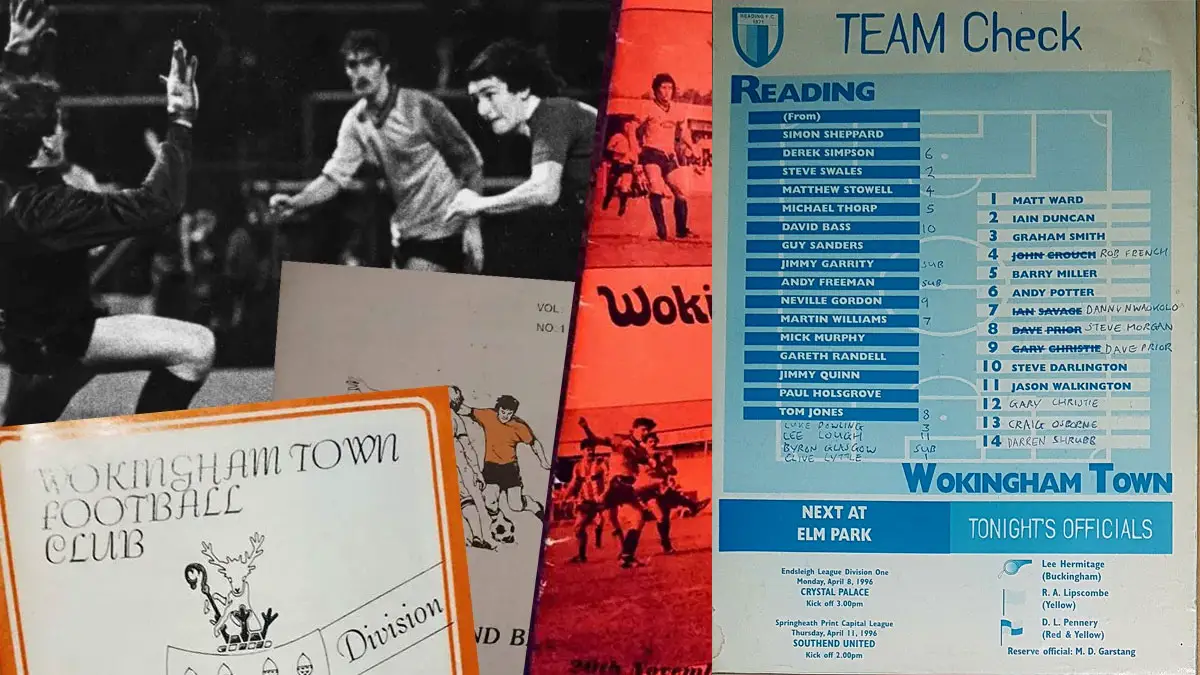 VOL.
NO. 1
WOKINGHAM TOWN
FOOTBALL
CLUB
Division
ND B
Woki
20th Novem
READING F.C.
1871
TEAM Check
READING
(From)
SIMON SHEPPARD
DEREK SIMPSON 6
STEVE SWALES 2
MATTHEW STOWELL 4
MICHAEL THORP 5
DAVID BASS 10
GUY SANDERS
JIMMY GARRITY SUB
ANDY FREEMAN SUB
NEVILLE GORDON 9
MARTIN WILLIAMS 7
MICK MURPHY
GARETH RANDELL
JIMMY QUINN
PAUL HOLSGROVE
TOM JONES 8
LUKE DOWLING 3
LEE LOUGH 11
BYRON GLASGOW SUB
CLIVE LYTTLE 1
1 MATT WARD
2 IAIN DUNCAN
3 GRAHAM SMITH
4 JOHN CROUCH ROB FRENCH
5 BARRY MILLER
6 ANDY POTTER
7 IAN SAVAGE DANNY NWAOKOLO
8 DAVE PRIOR STEVE MORGAN
9 GARY CHRISTIE DAVE PRIOR
10 STEVE DARLINGTON
11 JASON WALKINGTON
12 GARY CHRISTIE
13 CRAIG OSBORNE
14 DARREN SHRUBB
WOKINGHAM TOWN
NEXT AT
ELM PARK
TONIGHT'S OFFICIALS
Endsleigh League Division One
Monday, April 8, 1996
CRYSTAL PALACE
Kick off 3.00pm
Springheath Print Capital League
Thursday, April 11, 1996
SOUTHEND UNITED
Kick off 2.00pm
Lee Hermitage
(Buckingham)
R. A. Lipscombe
(Yellow)
D. L. Pennery
(Red & Yellow)
Reserve official: M. D. Garstang